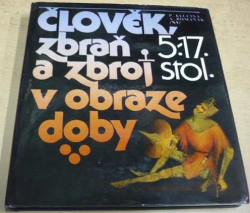 ČLOVĚK,
zbraň
a zbroj
v obraze
doby
5.-17.
stol.